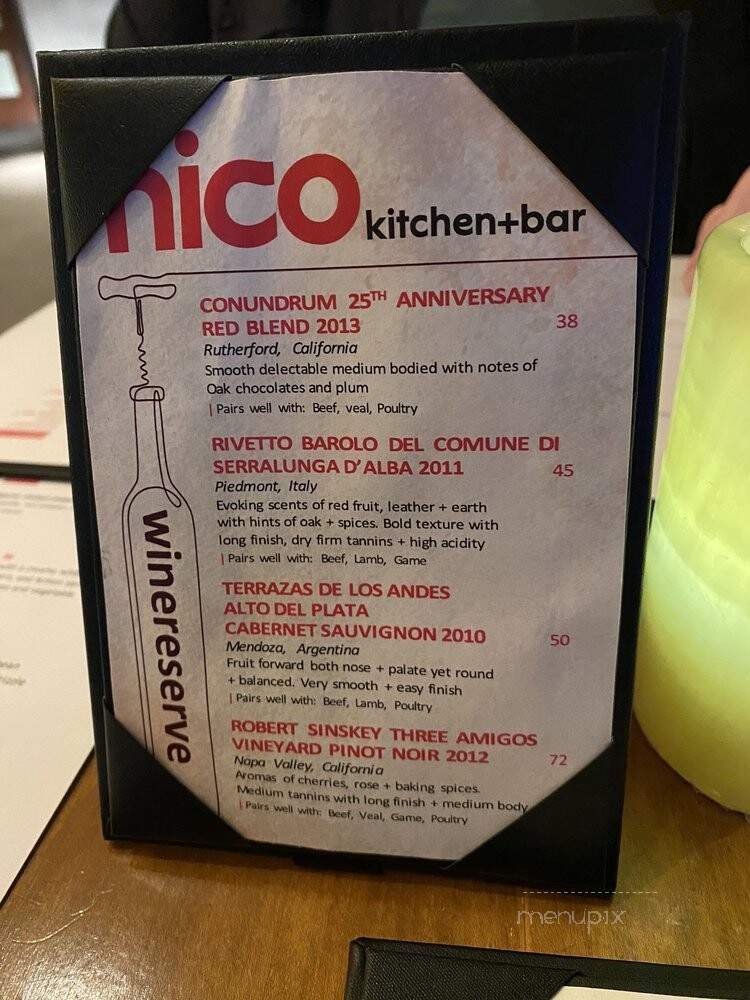 nico kitchen+bar
CONUNDRUM 25TH ANNIVERSARY
RED BLEND 2013 38
Rutherford, California
Smooth delectable medium bodied with notes of
Oak chocolates and plum
| Pairs well with: Beef, veal, Poultry
RIVETTO BAROLO DEL COMUNE DI
SERRALUNGA D'ALBA 2011 45
Piedmont, Italy
Evoking scents of red fruit, leather + earth
with hints of oak + spices. Bold texture with
long finish, dry firm tannins + high acidity
| Pairs well with: Beef, Lamb, Game
TERRAZAS DE LOS ANDES
ALTO DEL PLATA
CABERNET SAUVIGNON 2010 50
Mendoza, Argentina
Fruit forward both nose + palate yet round
+ balanced. Very smooth + easy finish
| Pairs well with: Beef, Lamb, Poultry
ROBERT SINSKEY THREE AMIGOS
VINEYARD PINOT NOIR 2012 72
Napa Valley, California
Aromas of cherries, rose + baking spices.
Medium tannins with long finish + medium body
| Pairs well with: Beef, Veal, Game, Poultry
winereserve
menupix